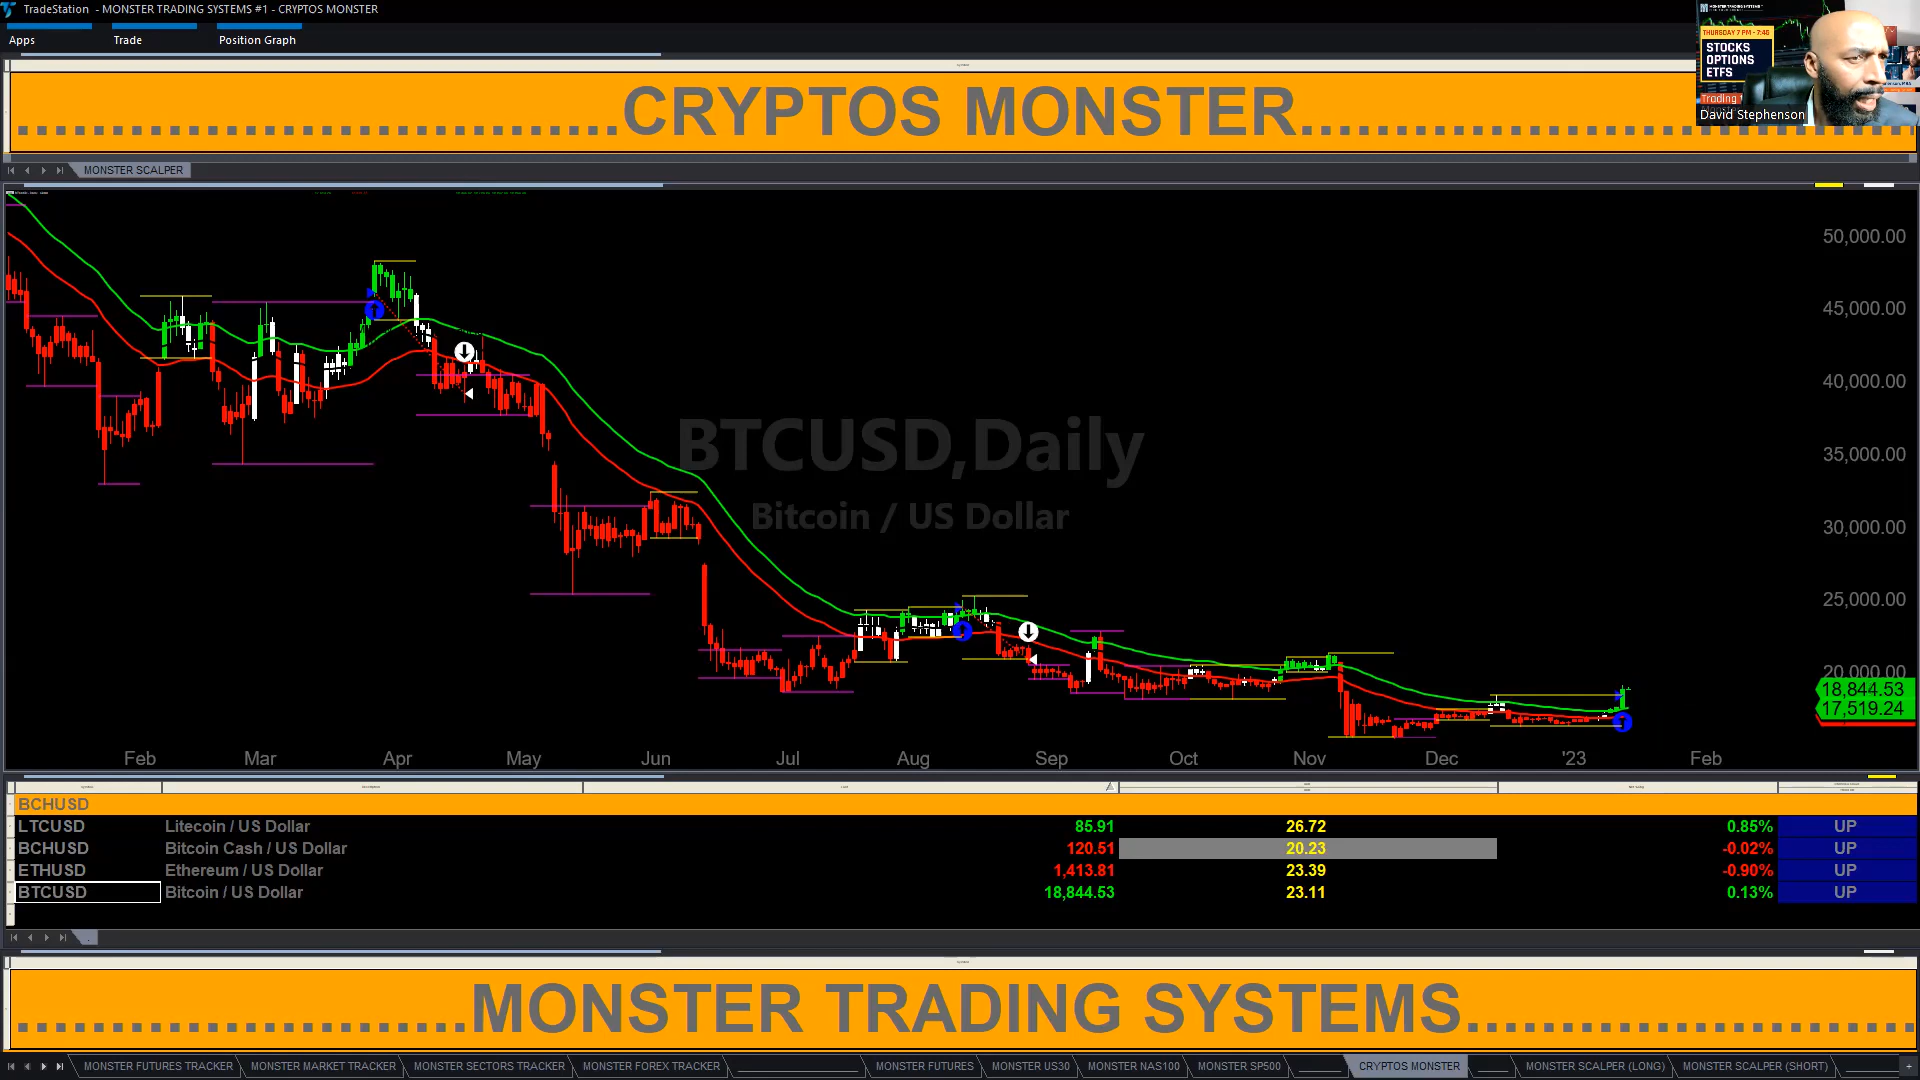 TradeStation - MONSTER TRADING SYSTEMS #1 - CRYPTOS MONSTER
Apps Trade Position Graph
THURSDAY 7 PM - 7:45
STOCKS
OPTIONS
ETFS
Trading
David Stephenson
CRYPTOS MONSTER
MONSTER SCALPER
BTCUSD,Daily
Bitcoin / US Dollar
50,000.00
45,000.00
40,000.00
35,000.00
30,000.00
25,000.00
20,000.00
18,844.53
17,519.24
Feb Mar Apr May Jun Jul Aug Sep Oct Nov Dec '23 Feb
BCHUSD
LTCUSD Litecoin / US Dollar 85.91 26.72 0.85% UP
BCHUSD Bitcoin Cash / US Dollar 120.51 20.23 -0.02% UP
ETHUSD Ethereum / US Dollar 1,413.81 23.39 -0.90% UP
BTCUSD Bitcoin / US Dollar 18,844.53 23.11 0.13% UP
MONSTER TRADING SYSTEMS
MONSTER FUTURES TRACKER MONSTER MARKET TRACKER MONSTER SECTORS TRACKER MONSTER FOREX TRACKER MONSTER FUTURES MONSTER US30 MONSTER NAS100 MONSTER SP500 CRYPTOS MONSTER MONSTER SCALPER (LONG) MONSTER SCALPER (SHORT)